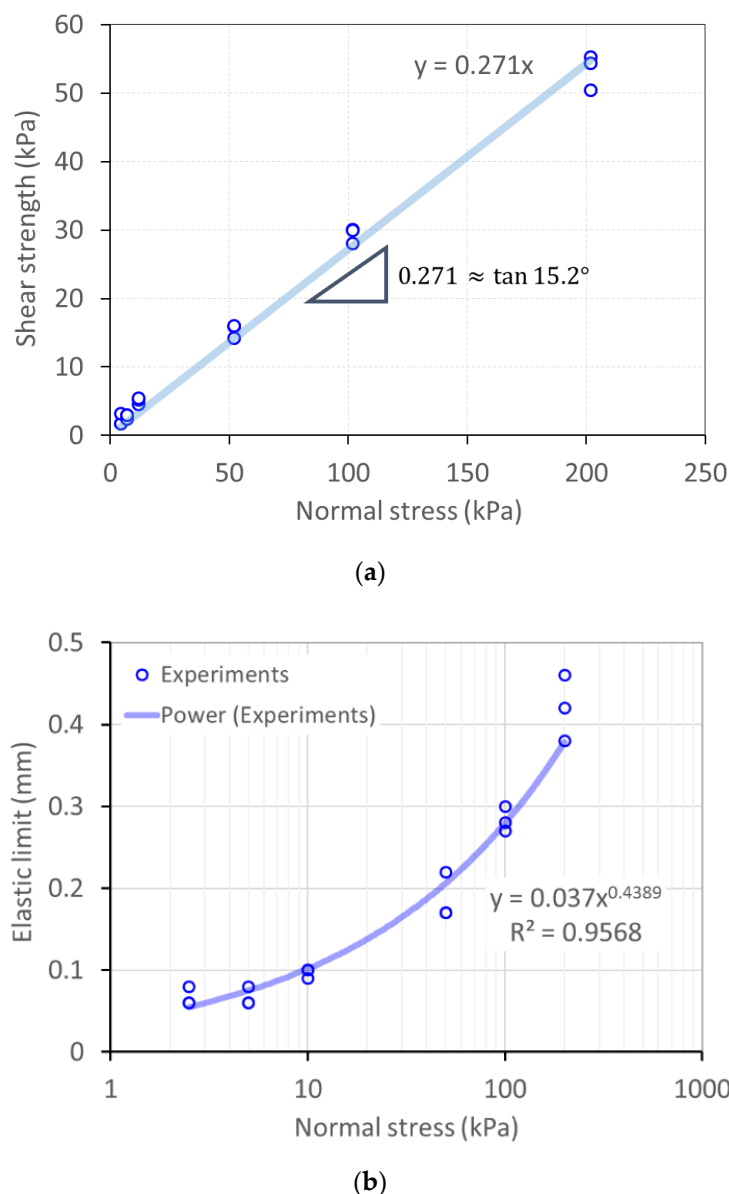 60
50
40
30
20
10
0
Shear strength (kPa)
y = 0.271x
0.271 ≈ tan 15.2°
0 50 100 150 200 250
Normal stress (kPa)
(a)
0.5
0.4
0.3
0.2
0.1
0
Elastic limit (mm)
Experiments
Power (Experiments)
y = 0.037x^0.4389
R² = 0.9568
1 10 100 1000
Normal stress (kPa)
(b)